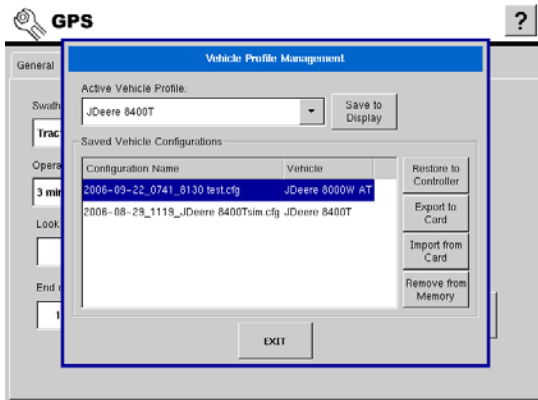 GPS
?
General
Vehicle Profile Management
Active Vehicle Profile:
JDeere 8400T
Save to
Display
Swath
Trac
Saved Vehicle Configurations
Configuration Name Vehicle
2006-09-22_0741_8130 test.cfg JDeere 8000W AT
2006-08-29_1119_JDeere 8400Tsim.cfg JDeere 8400T
Restore to
Controller
Export to
Card
Import from
Card
Remove from
Memory
Opera
3 min
Look
End o
1
EXIT